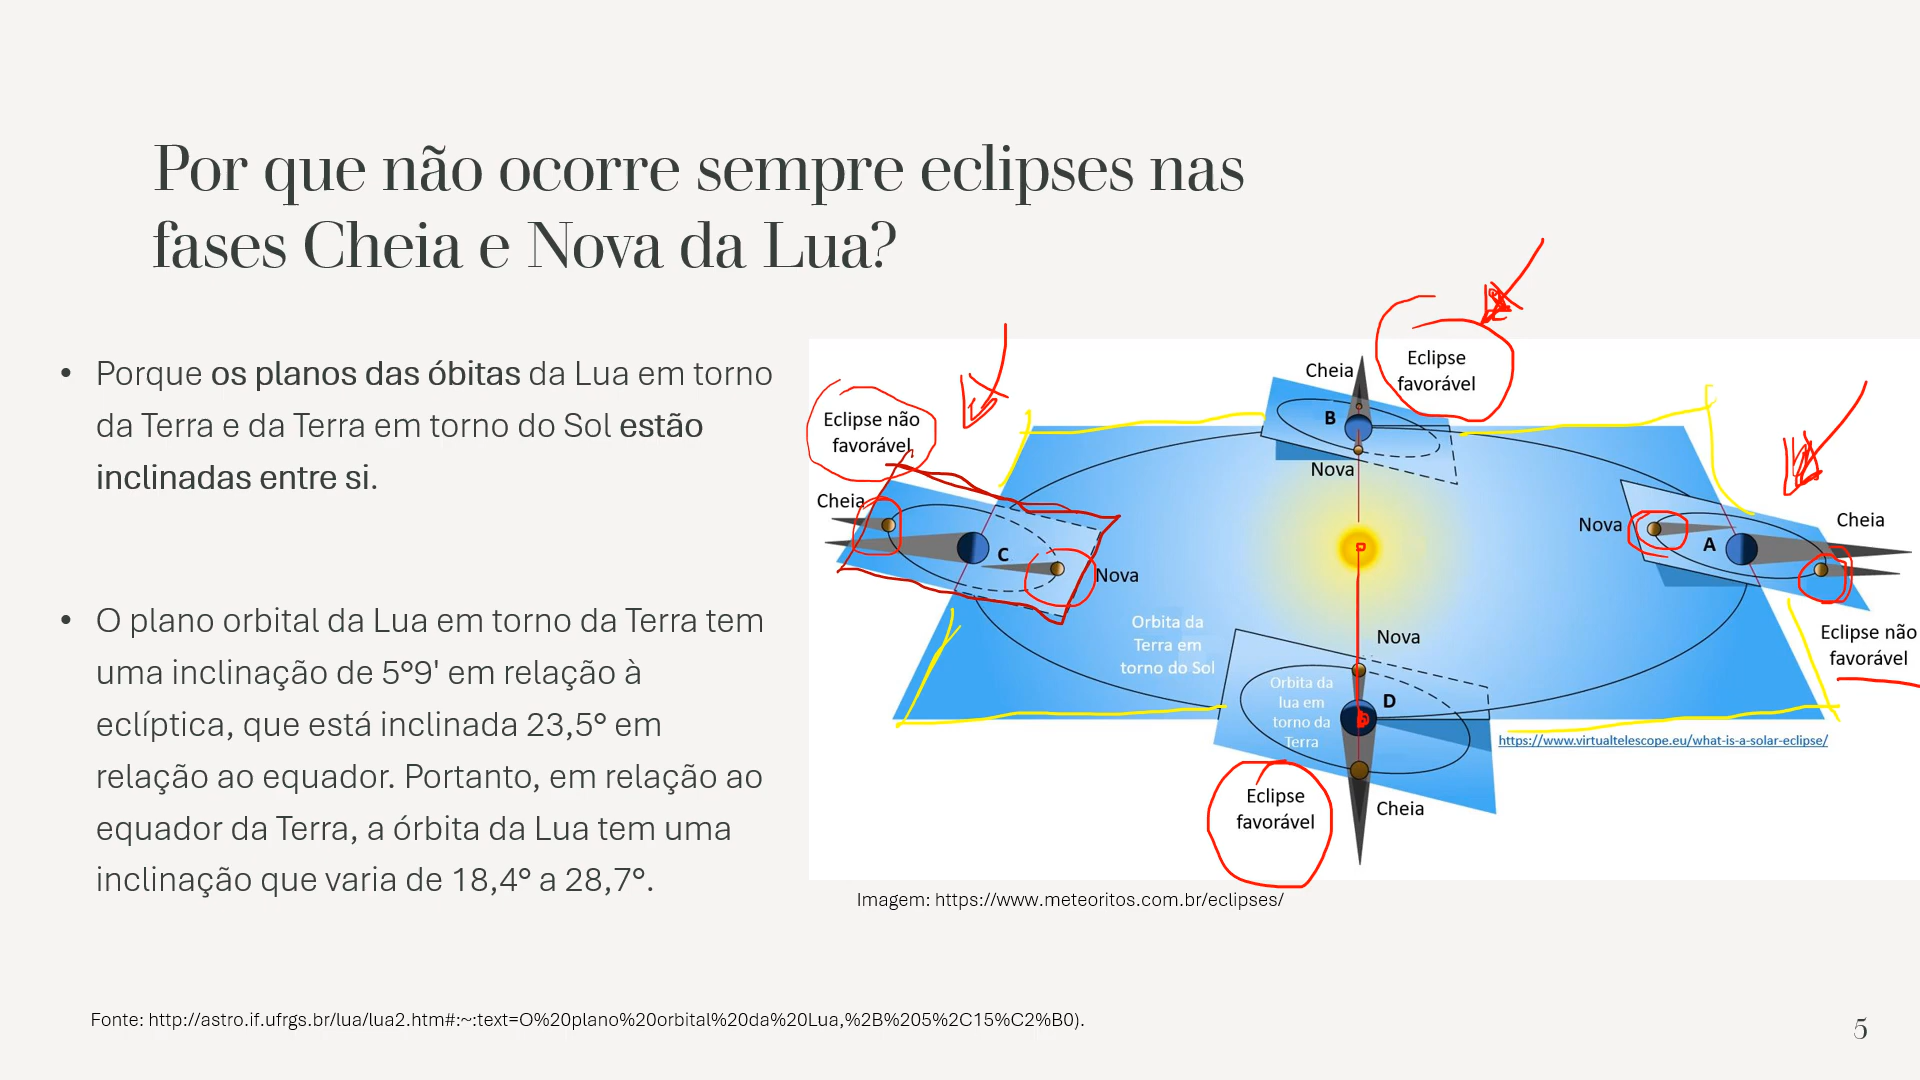 Por que não ocorre sempre eclipses nas
fases Cheia e Nova da Lua?
• Porque os planos das óbitas da Lua em torno
da Terra e da Terra em torno do Sol estão
inclinadas entre si.
• O plano orbital da Lua em torno da Terra tem
uma inclinação de 5°9' em relação à
eclíptica, que está inclinada 23,5° em
relação ao equador. Portanto, em relação ao
equador da Terra, a órbita da Lua tem uma
inclinação que varia de 18,4° a 28,7°.
Eclipse não
favorável
Cheia
C
Nova
Cheia
B
Nova
Eclipse
favorável
Nova
A
Cheia
Eclipse não
favorável
Orbita da
Terra em
torno do Sol
Nova
D
Orbita da
lua em
torno da
Terra
Cheia
Eclipse
favorável
https://www.virtualtelescope.eu/what-is-a-solar-eclipse/
Imagem: https://www.meteoritos.com.br/eclipses/
Fonte: http://astro.if.ufrgs.br/lua/lua2.htm#:~:text=O%20plano%20orbital%20da%20Lua,%2B%205%2C15%C2%B0).
5